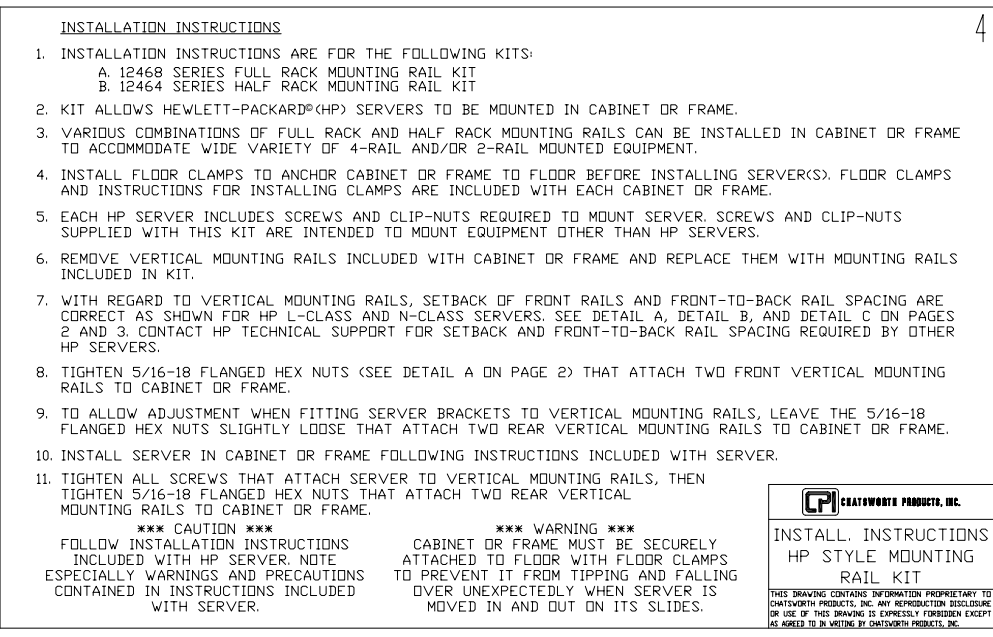 4
INSTALLATION INSTRUCTIONS
1. INSTALLATION INSTRUCTIONS ARE FOR THE FOLLOWING KITS:
A. 12468 SERIES FULL RACK MOUNTING RAIL KIT
B. 12464 SERIES HALF RACK MOUNTING RAIL KIT
2. KIT ALLOWS HEWLETT-PACKARD©(HP) SERVERS TO BE MOUNTED IN CABINET OR FRAME.
3. VARIOUS COMBINATIONS OF FULL RACK AND HALF RACK MOUNTING RAILS CAN BE INSTALLED IN CABINET OR FRAME
TO ACCOMMODATE WIDE VARIETY OF 4-RAIL AND/OR 2-RAIL MOUNTED EQUIPMENT.
4. INSTALL FLOOR CLAMPS TO ANCHOR CABINET OR FRAME TO FLOOR BEFORE INSTALLING SERVER(S). FLOOR CLAMPS
AND INSTRUCTIONS FOR INSTALLING CLAMPS ARE INCLUDED WITH EACH CABINET OR FRAME.
5. EACH HP SERVER INCLUDES SCREWS AND CLIP-NUTS REQUIRED TO MOUNT SERVER. SCREWS AND CLIP-NUTS
SUPPLIED WITH THIS KIT ARE INTENDED TO MOUNT EQUIPMENT OTHER THAN HP SERVERS.
6. REMOVE VERTICAL MOUNTING RAILS INCLUDED WITH CABINET OR FRAME AND REPLACE THEM WITH MOUNTING RAILS
INCLUDED IN KIT.
7. WITH REGARD TO VERTICAL MOUNTING RAILS, SETBACK OF FRONT RAILS AND FRONT-TO-BACK RAIL SPACING ARE
CORRECT AS SHOWN FOR HP L-CLASS AND N-CLASS SERVERS. SEE DETAIL A, DETAIL B, AND DETAIL C ON PAGES
2 AND 3. CONTACT HP TECHNICAL SUPPORT FOR SETBACK AND FRONT-TO-BACK RAIL SPACING REQUIRED BY OTHER
HP SERVERS.
8. TIGHTEN 5/16-18 FLANGED HEX NUTS (SEE DETAIL A ON PAGE 2) THAT ATTACH TWO FRONT VERTICAL MOUNTING
RAILS TO CABINET OR FRAME.
9. TO ALLOW ADJUSTMENT WHEN FITTING SERVER BRACKETS TO VERTICAL MOUNTING RAILS, LEAVE THE 5/16-18
FLANGED HEX NUTS SLIGHTLY LOOSE THAT ATTACH TWO REAR VERTICAL MOUNTING RAILS TO CABINET OR FRAME.
10. INSTALL SERVER IN CABINET OR FRAME FOLLOWING INSTRUCTIONS INCLUDED WITH SERVER.
11. TIGHTEN ALL SCREWS THAT ATTACH SERVER TO VERTICAL MOUNTING RAILS, THEN
TIGHTEN 5/16-18 FLANGED HEX NUTS THAT ATTACH TWO REAR VERTICAL
MOUNTING RAILS TO CABINET OR FRAME.
*** CAUTION ***
FOLLOW INSTALLATION INSTRUCTIONS
INCLUDED WITH HP SERVER. NOTE
ESPECIALLY WARNINGS AND PRECAUTIONS
CONTAINED IN INSTRUCTIONS INCLUDED
WITH SERVER.
*** WARNING ***
CABINET OR FRAME MUST BE SECURELY
ATTACHED TO FLOOR WITH FLOOR CLAMPS
TO PREVENT IT FROM TIPPING AND FALLING
OVER UNEXPECTEDLY WHEN SERVER IS
MOVED IN AND OUT ON ITS SLIDES.
CPI CHATSWORTH PRODUCTS, INC.
INSTALL. INSTRUCTIONS
HP STYLE MOUNTING
RAIL KIT
THIS DRAWING CONTAINS INFORMATION PROPRIETARY TO
CHATSWORTH PRODUCTS, INC. ANY REPRODUCTION DISCLOSURE
OR USE OF THIS DRAWING IS EXPRESSLY FORBIDDEN EXCEPT
AS AGREED TO IN WRITING BY CHATSWORTH PRODUCTS, INC.